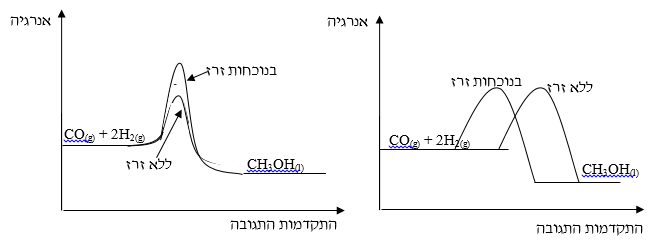 אנרגיה
בנוכחות זרז
ללא זרז
CO(g) + 2H2(g)
CH3OH(l)
התקדמות התגובה
אנרגיה
בנוכחות זרז
ללא זרז
CO(g) + 2H2(g)
CH3OH(l)
התקדמות התגובה